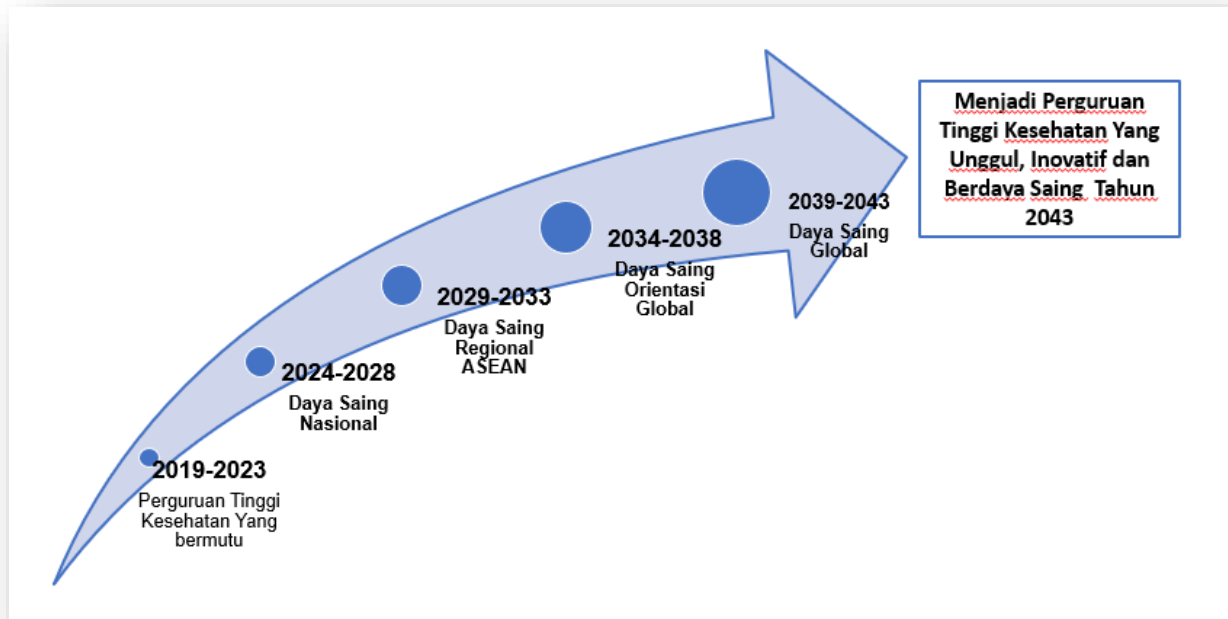 Menjadi Perguruan
Tinggi Kesehatan Yang
Unggul, Inovatif dan
Berdaya Saing Tahun
2043
2039-2043
Daya Saing
Global
2034-2038
Daya Saing
Orientasi
Global
2029-2033
Daya Saing
Regional
ASEAN
2024-2028
Daya Saing
Nasional
2019-2023
Perguruan Tinggi
Kesehatan Yang
bermutu